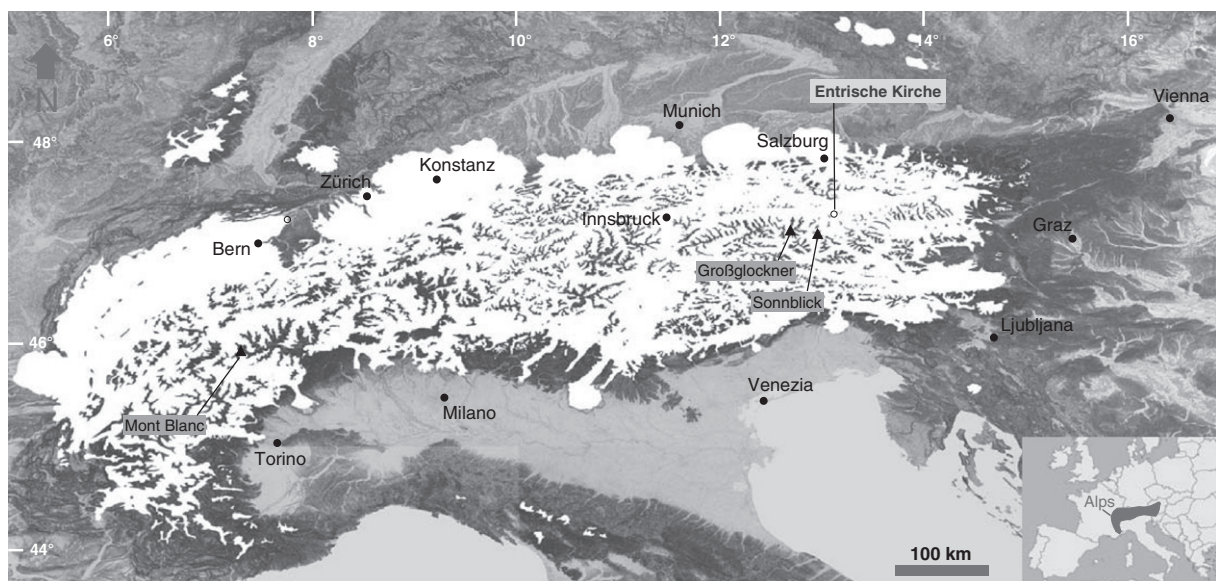 6°
8°
10°
12°
14°
16°
N
48°
46°
44°
Entrische Kirche
Munich
Vienna
Salzburg
Konstanz
Zürich
Innsbruck
Graz
Bern
Großglockner
Sonnblick
Ljubljana
Venezia
Milano
Mont Blanc
Torino
Alps
100 km